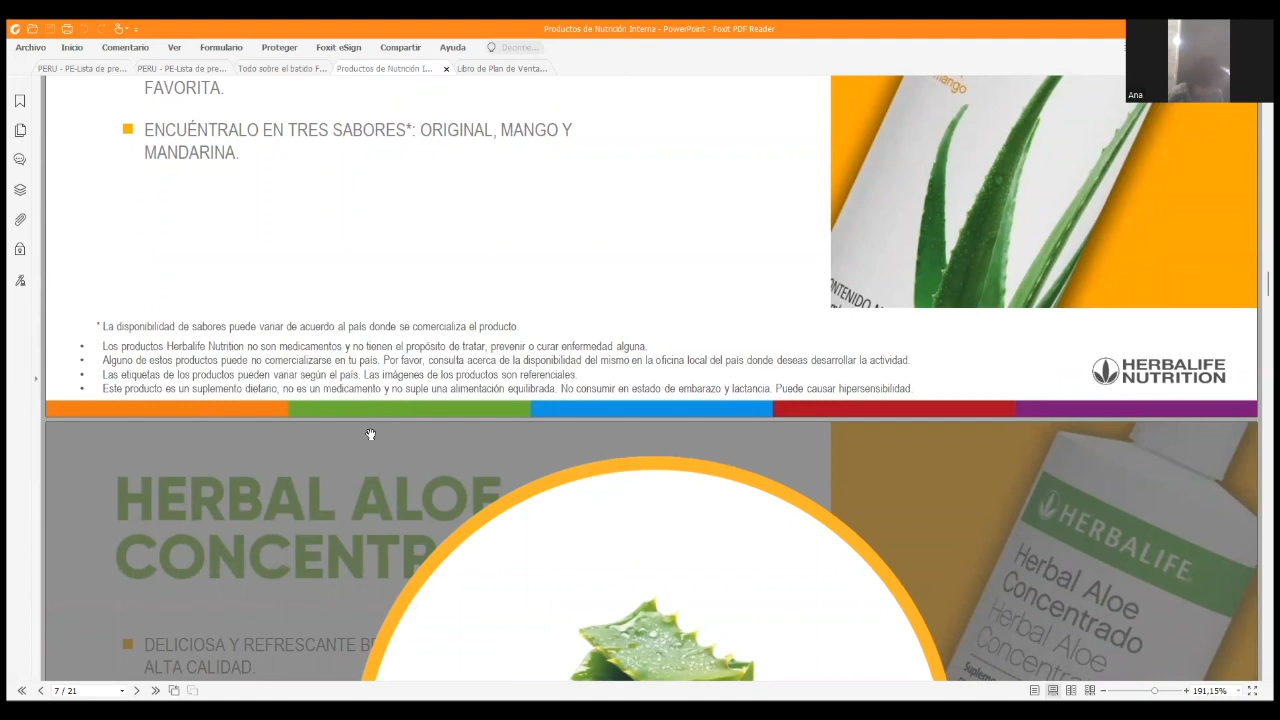 Productos de Nutrición Interna - PowerPoint - Foxit PDF Reader
Archivo Inicio Comentario Ver Formulario Proteger Foxit eSign Compartir Ayuda Decirme...
PERU - PE-Lista de pre... PERU - PE-Lista de pre... Todo sobre el batido F... Productos de Nutrición I... Libro de Plan de Venta...
Ana
FAVORITA.
mango
ENCUÉNTRALO EN TRES SABORES*: ORIGINAL, MANGO Y
MANDARINA.
* La disponibilidad de sabores puede variar de acuerdo al país donde se comercializa el producto.
• Los productos Herbalife Nutrition no son medicamentos y no tienen el propósito de tratar, prevenir o curar enfermedad alguna.
• Alguno de estos productos puede no comercializarse en tu país. Por favor, consulta acerca de la disponibilidad del mismo en la oficina local del país donde deseas desarrollar la actividad.
• Las etiquetas de los productos pueden variar según el país. Las imágenes de los productos son referenciales.
• Este producto es un suplemento dietario, no es un medicamento y no suple una alimentación equilibrada. No consumir en estado de embarazo y lactancia. Puede causar hipersensibilidad.
HERBALIFE
NUTRITION
HERBAL ALOE
CONCENTR
DELICIOSA Y REFRESCANTE BE
ALTA CALIDAD.
HERBALIFE
Herbal Aloe
Concentrado
Herbal Aloe
7 / 21
191,15%